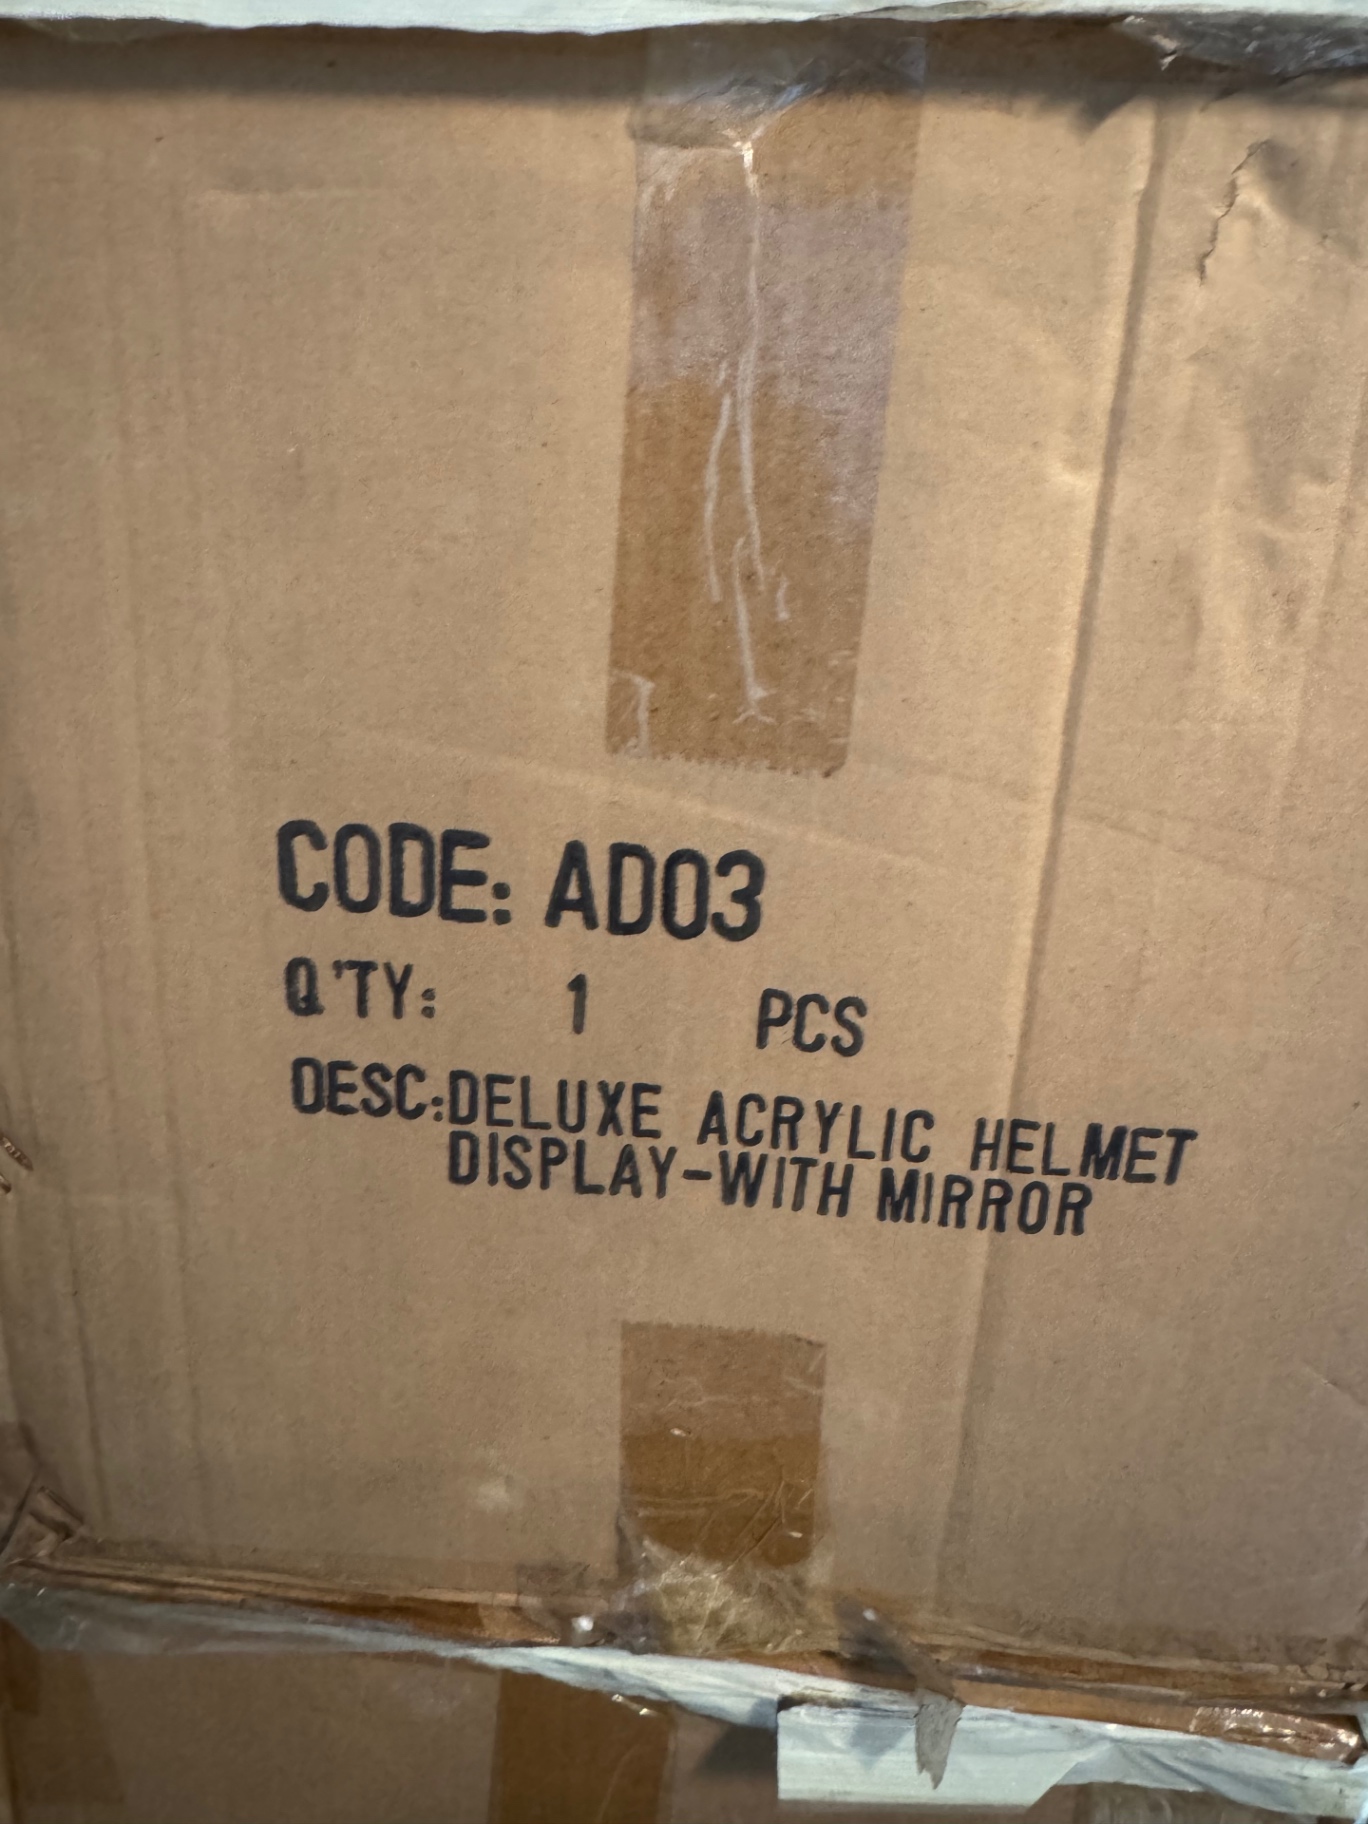 CODE: AD03
Q'TY: 1 PCS
DESC:DELUXE ACRYLIC HELMET
DISPLAY-WITH MIRROR